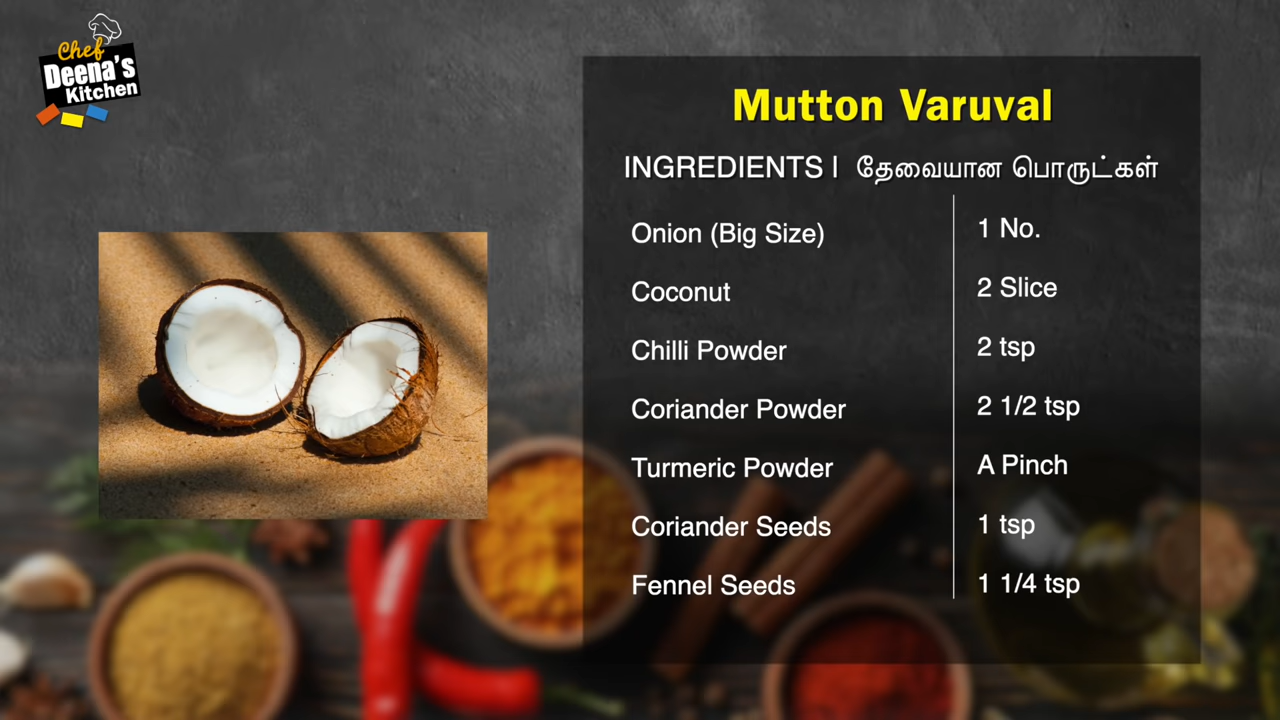 Chef
Deena's
Kitchen
Mutton Varuval
INGREDIENTS | தேவையான பொருட்கள்
Onion (Big Size) 1 No.
Coconut 2 Slice
Chilli Powder 2 tsp
Coriander Powder 2 1/2 tsp
Turmeric Powder A Pinch
Coriander Seeds 1 tsp
Fennel Seeds 1 1/4 tsp